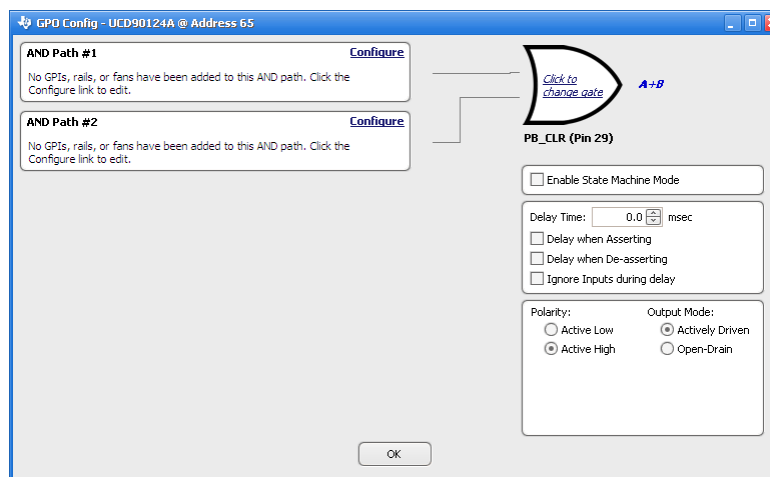 GPO Config - UCD90124A @ Address 65
AND Path #1 Configure
No GPIs, rails, or fans have been added to this AND path. Click the
Configure link to edit.
AND Path #2 Configure
No GPIs, rails, or fans have been added to this AND path. Click the
Configure link to edit.
Click to
change gate
A+B
PB_CLR (Pin 29)
Enable State Machine Mode
Delay Time: 0.0 msec
Delay when Asserting
Delay when De-asserting
Ignore Inputs during delay
Polarity: Output Mode:
Active Low Actively Driven
Active High Open-Drain
OK